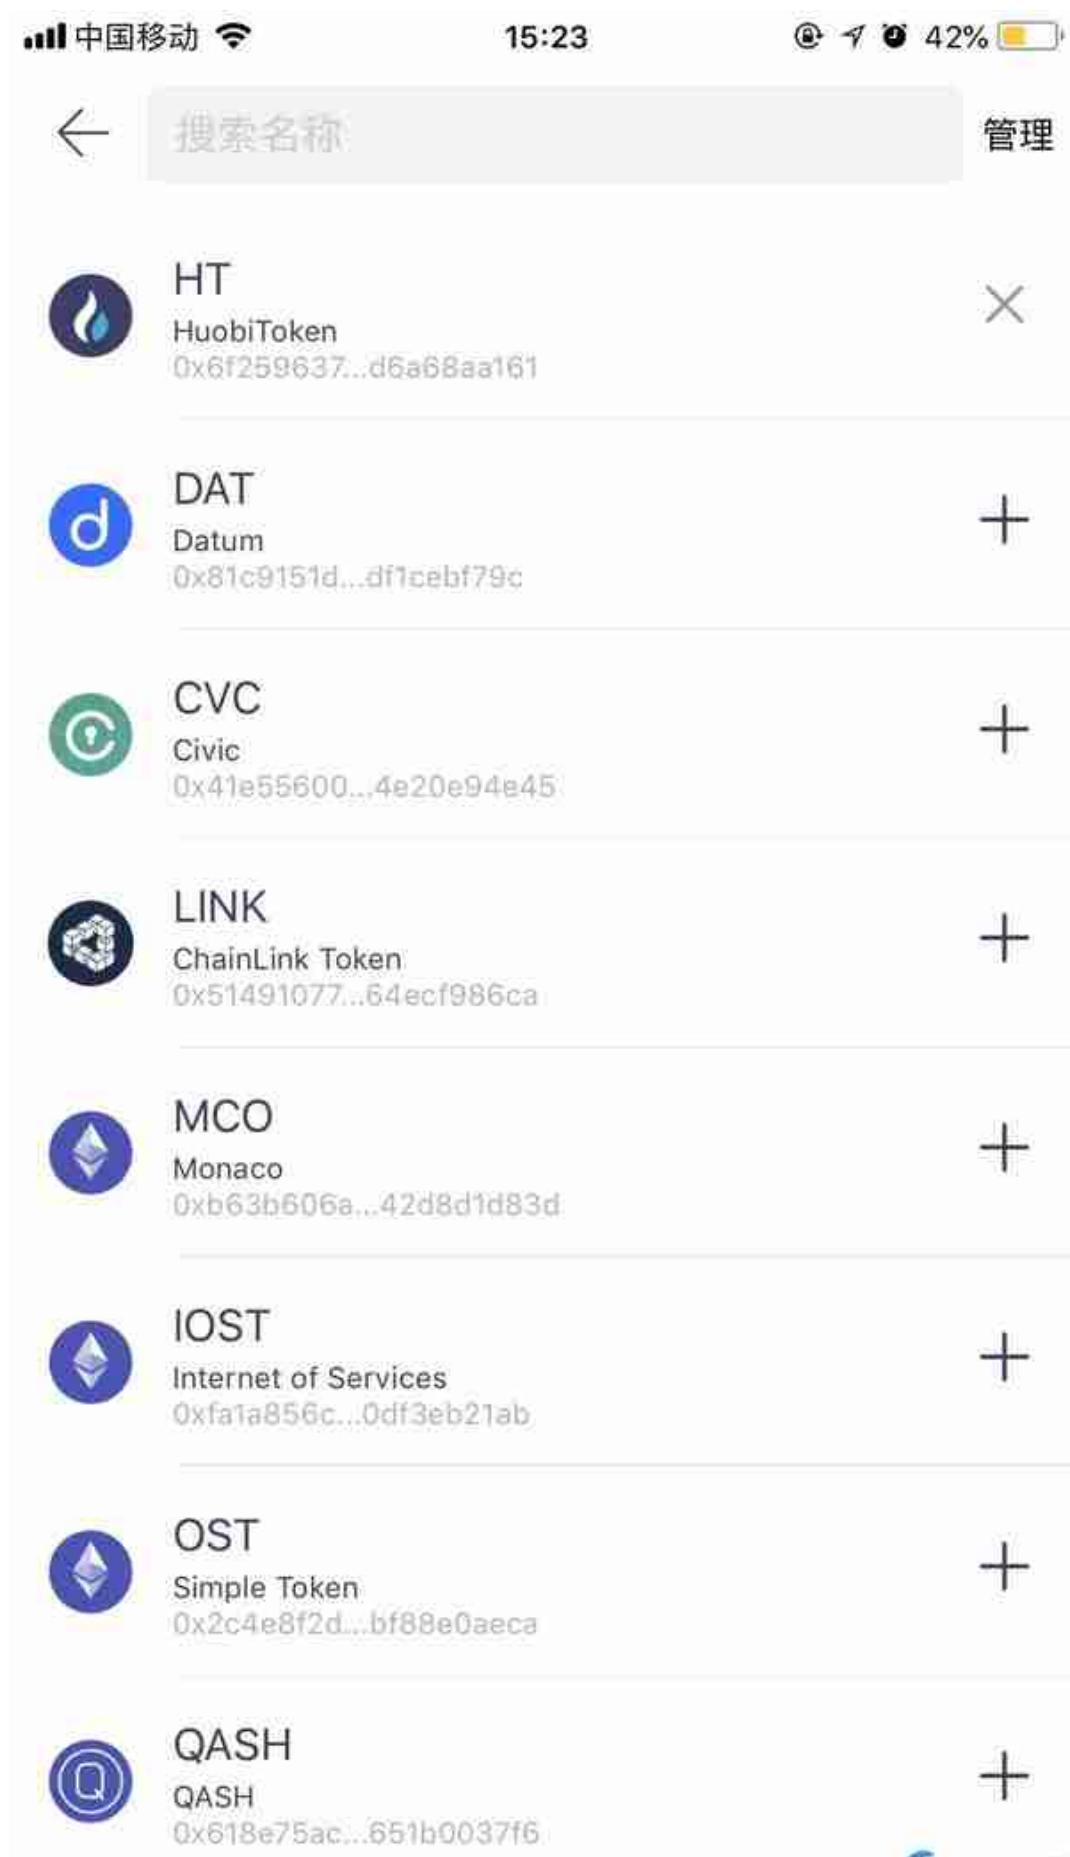 中国移动
15:23
42%
搜索名称
管理
HT
HuobiToken
0x6f259637...d6a68aa161
DAT
Datum
0x81c9151d...df1cebf79c
CVC
Civic
0x41e55600...4e20e94e45
LINK
ChainLink Token
0x51491077...64ecf986ca
MCO
Monaco
0xb63b606a...42d8d1d83d
IOST
Internet of Services
0xfa1a856c...0df3eb21ab
OST
Simple Token
0x2c4e8f2d...bf88e0aeca
QASH
QASH
0x618e75ac...651b0037f6